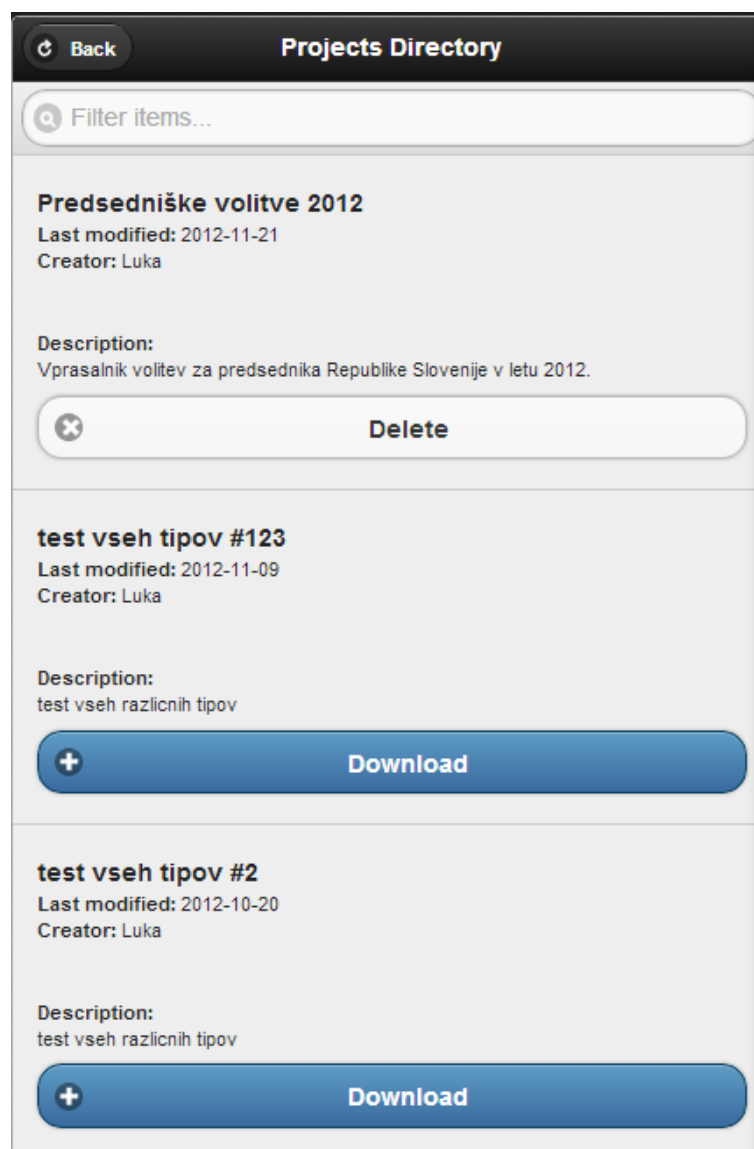 Back
Projects Directory
Filter items...
Predsedniške volitve 2012
Last modified: 2012-11-21
Creator: Luka
Description:
Vprasalnik volitev za predsednika Republike Slovenije v letu 2012.
Delete
test vseh tipov #123
Last modified: 2012-11-09
Creator: Luka
Description:
test vseh razlicnih tipov
Download
test vseh tipov #2
Last modified: 2012-10-20
Creator: Luka
Description:
test vseh razlicnih tipov
Download